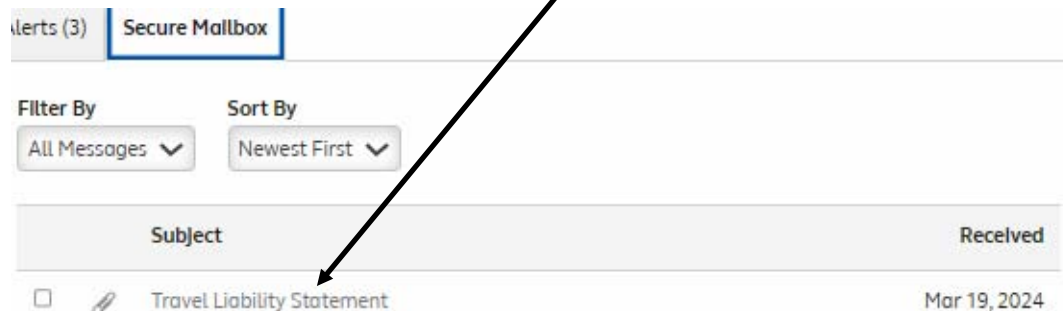 lerts (3) Secure Mailbox
Filter By Sort By
All Messages Newest First
Subject Received
Travel Liability Statement Mar 19, 2024